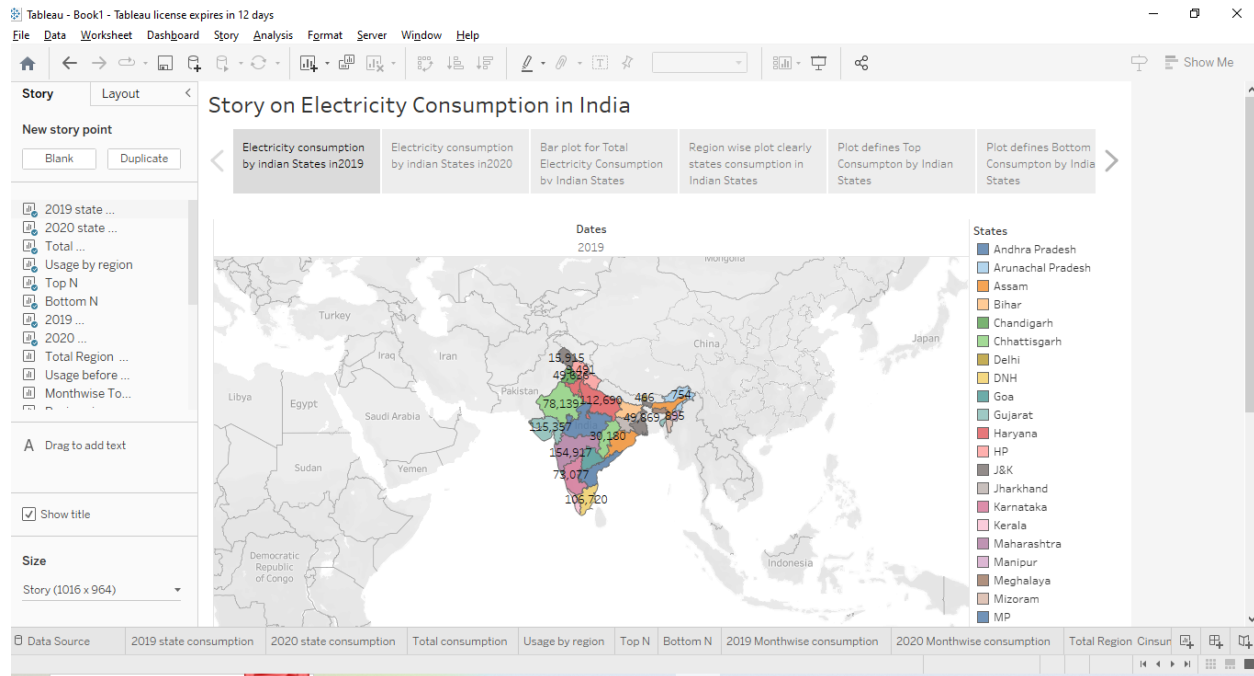 Tableau - Book1 - Tableau license expires in 12 days
File Data Worksheet Dashboard Story Analysis Format Server Window Help
Show Me
Story Layout
New story point
Blank Duplicate
2019 state ...
2020 state ...
Total ...
Usage by region
Top N
Bottom N
2019 ...
2020 ...
Total Region ...
Usage before ...
Monthwise To...
A Drag to add text
Show title
Size
Story (1016 x 964)
Story on Electricity Consumption in India
Electricity consumption
by indian States in2019
Electricity consumption
by indian States in2020
Bar plot for Total
Electricity Consumption
by Indian States
Region wise plot clearly
states consumption in
Indian States
Plot defines Top
Consumpton by Indian
States
Plot defines Bottom
Consumpton by India
States
Dates
2019
Mongolia
Turkey
China
Japan
Iraq
Iran
Pakistan
Libya
Egypt
Saudi Arabia
Sudan
Yemen
Democratic
Republic
of Congo
Indonesia
15,915
78,139
112,690
466
754
115,357
30,180
154,917
73,077
106,720
States
Andhra Pradesh
Arunachal Pradesh
Assam
Bihar
Chandigarh
Chhattisgarh
Delhi
DNH
Goa
Gujarat
Haryana
HP
J&K
Jharkhand
Karnataka
Kerala
Maharashtra
Manipur
Meghalaya
Mizoram
MP
Data Source 2019 state consumption 2020 state consumption Total consumption Usage by region Top N Bottom N 2019 Monthwise consumption 2020 Monthwise consumption Total Region Cinsun